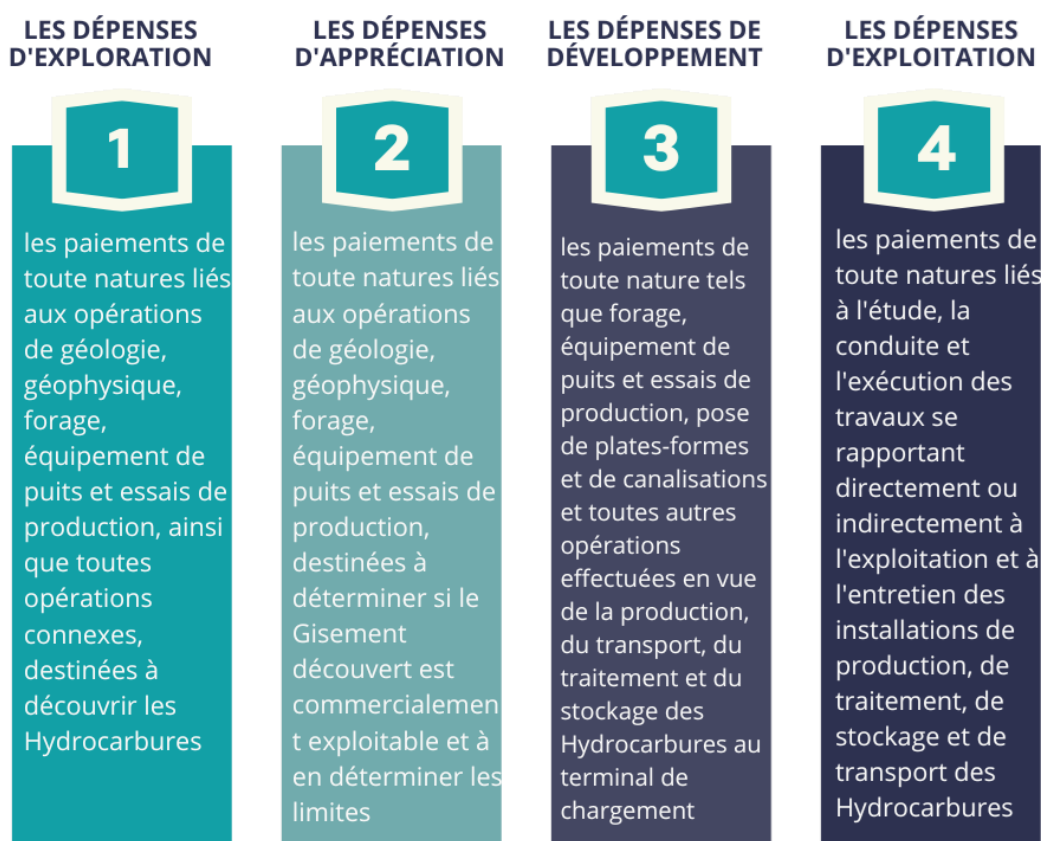 LES DÉPENSES
D'EXPLORATION
1
les paiements de
toute natures liés
aux opérations
de géologie,
géophysique,
forage,
équipement de
puits et essais de
production, ainsi
que toutes
opérations
connexes,
destinées à
découvrir les
Hydrocarbures
LES DÉPENSES
D'APPRÉCIATION
2
les paiements de
toute natures liés
aux opérations
de géologie,
géophysique,
forage,
équipement de
puits et essais de
production,
destinées à
déterminer si le
Gisement
découvert est
commercialemen
t exploitable et à
en déterminer les
limites
LES DÉPENSES DE
DÉVELOPPEMENT
3
les paiements de
toute nature tels
que forage,
équipement de
puits et essais de
production, pose
de plates-formes
et de canalisations
et toutes autres
opérations
effectuées en vue
de la production,
du transport, du
traitement et du
stockage des
Hydrocarbures au
terminal de
chargement
LES DÉPENSES
D'EXPLOITATION
4
les paiements de
toute natures liés
à l'étude, la
conduite et
l'exécution des
travaux se
rapportant
directement ou
indirectement à
l'exploitation et à
l'entretien des
installations de
production, de
traitement, de
stockage et de
transport des
Hydrocarbures